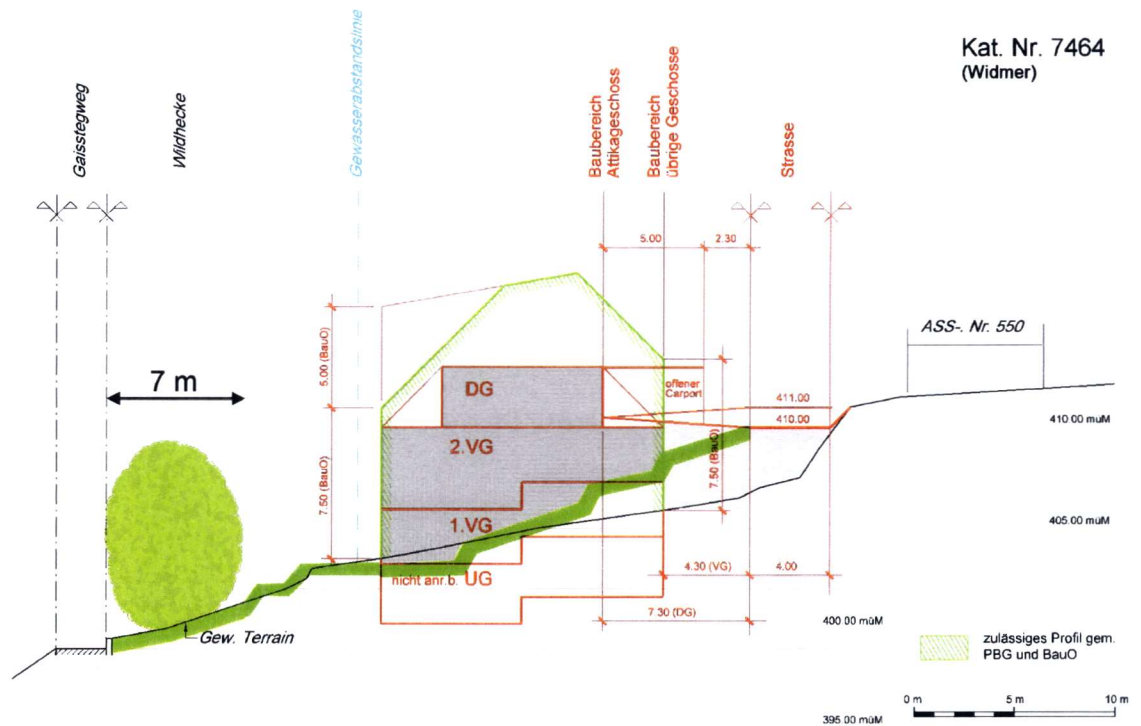 Kat. Nr. 7464
(Widmer)
Gaisstegweg
Wildhecke
Gewässerabstandslinie
Baubereich
Attikageschoss
Baubereich
übrige Geschosse
Strasse
5.00
2.30
5.00 (BauO)
7.50 (BauO)
7.50 (BauO)
7 m
ASS-. Nr. 550
DG
offener
Carport
411.00
410.00
410.00 müM
2.VG
1.VG
405.00 müM
nicht anr.b. UG
4.30 (VG)
4.00
7.30 (DG)
400.00 müM
Gew. Terrain
zulässiges Profil gem.
PBG und BauO
0 m
5 m
10 m
395.00 müM